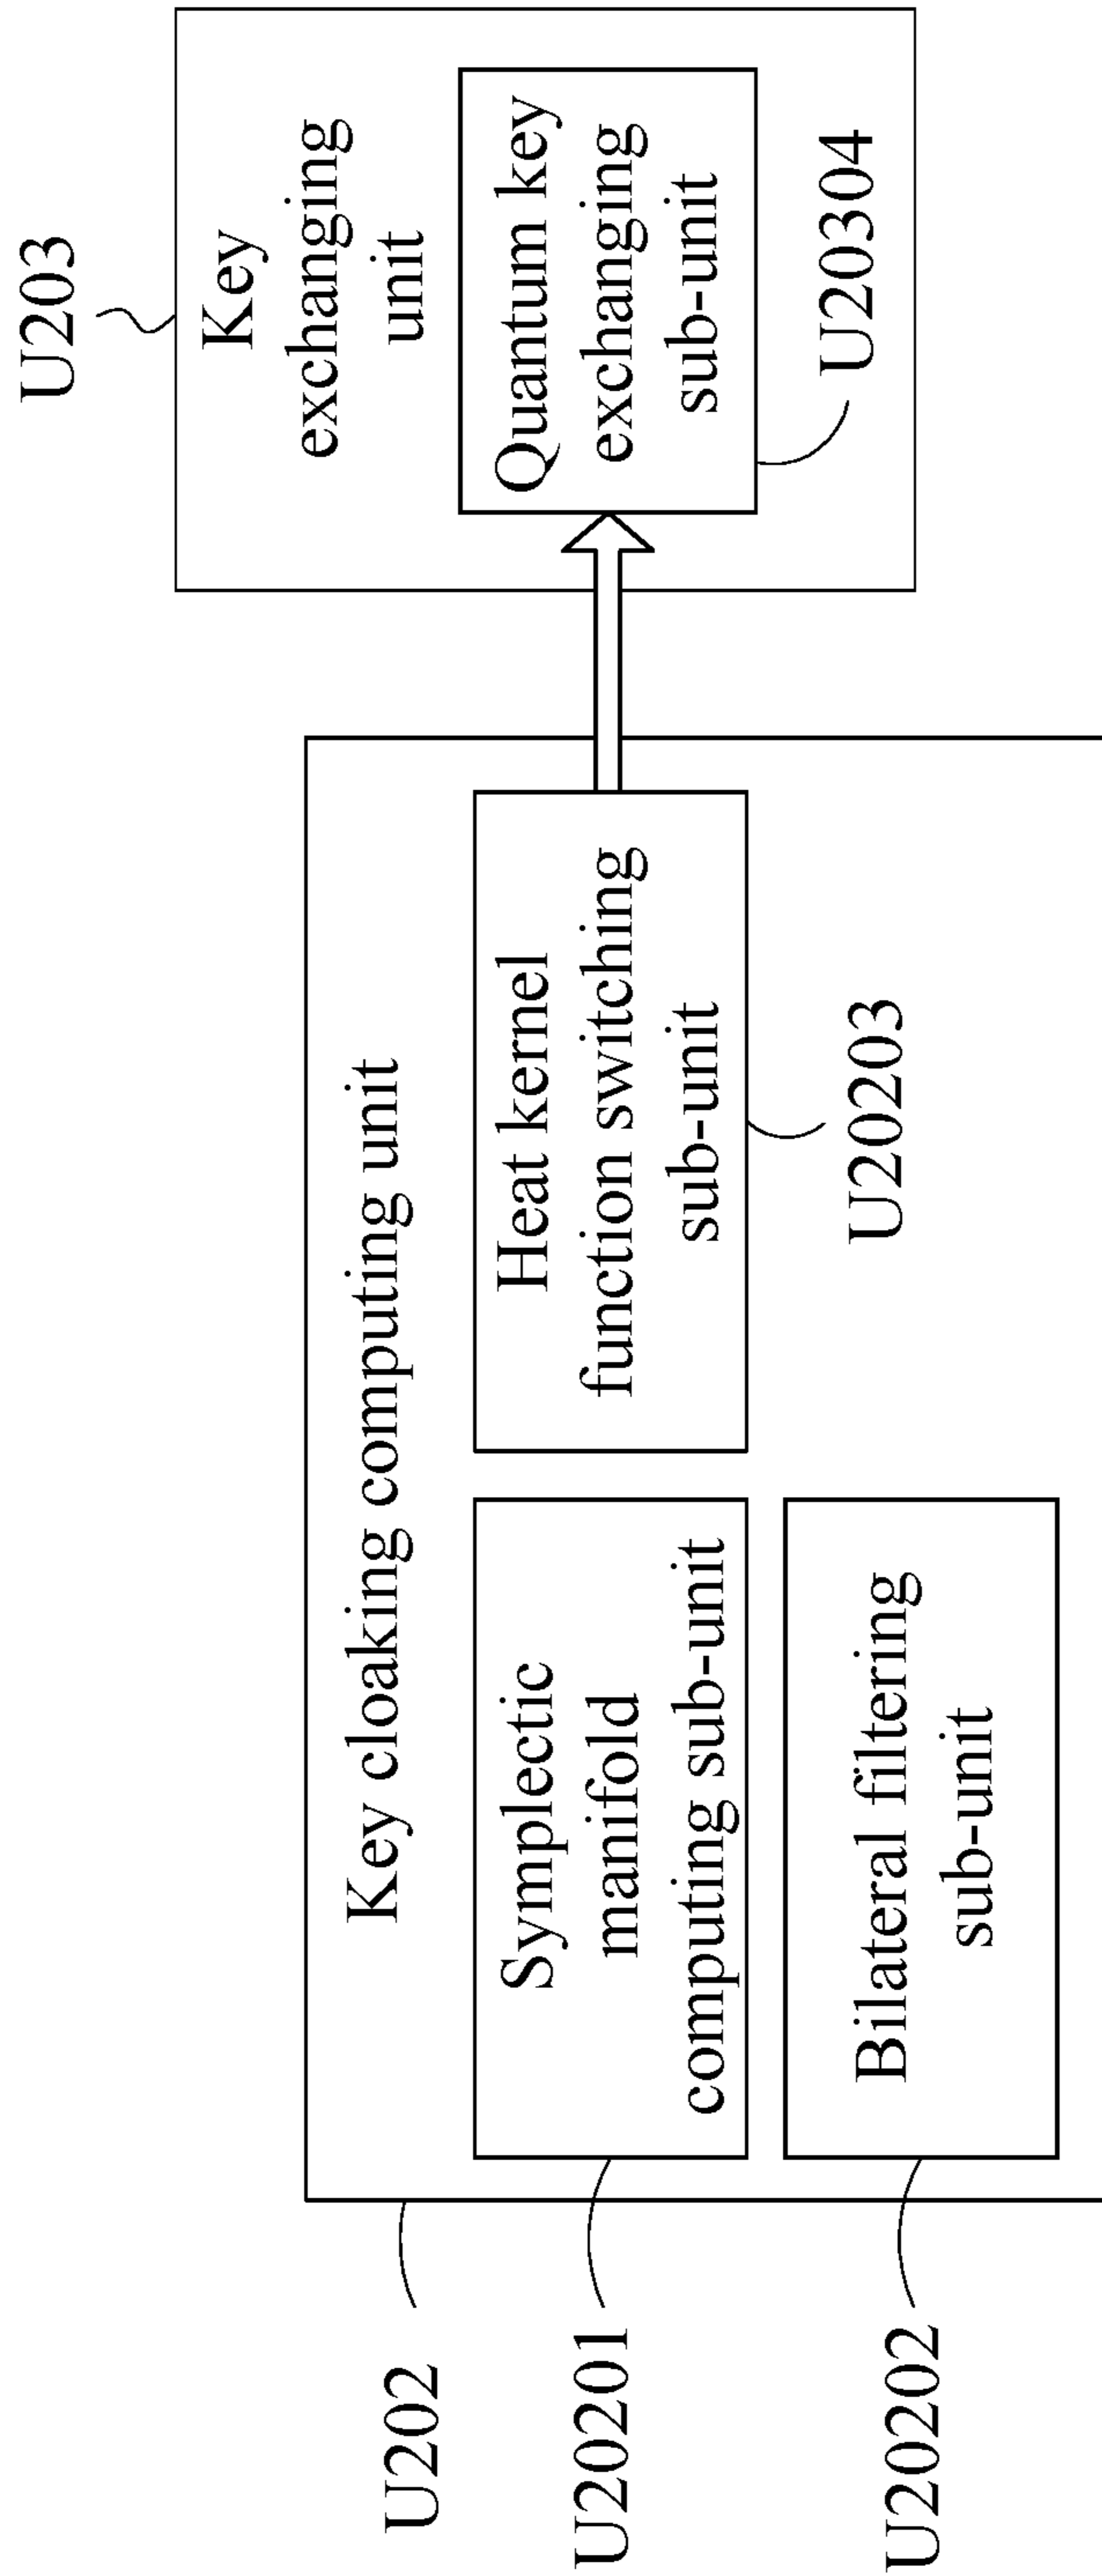 U202
Key cloaking computing unit
U20201
Symplectic
manifold
computing sub-unit
U20202
Bilateral filtering
sub-unit
Heat kernel
function switching
sub-unit
U20203
U203
Key
exchanging
unit
Quantum key
exchanging
sub-unit
U20304